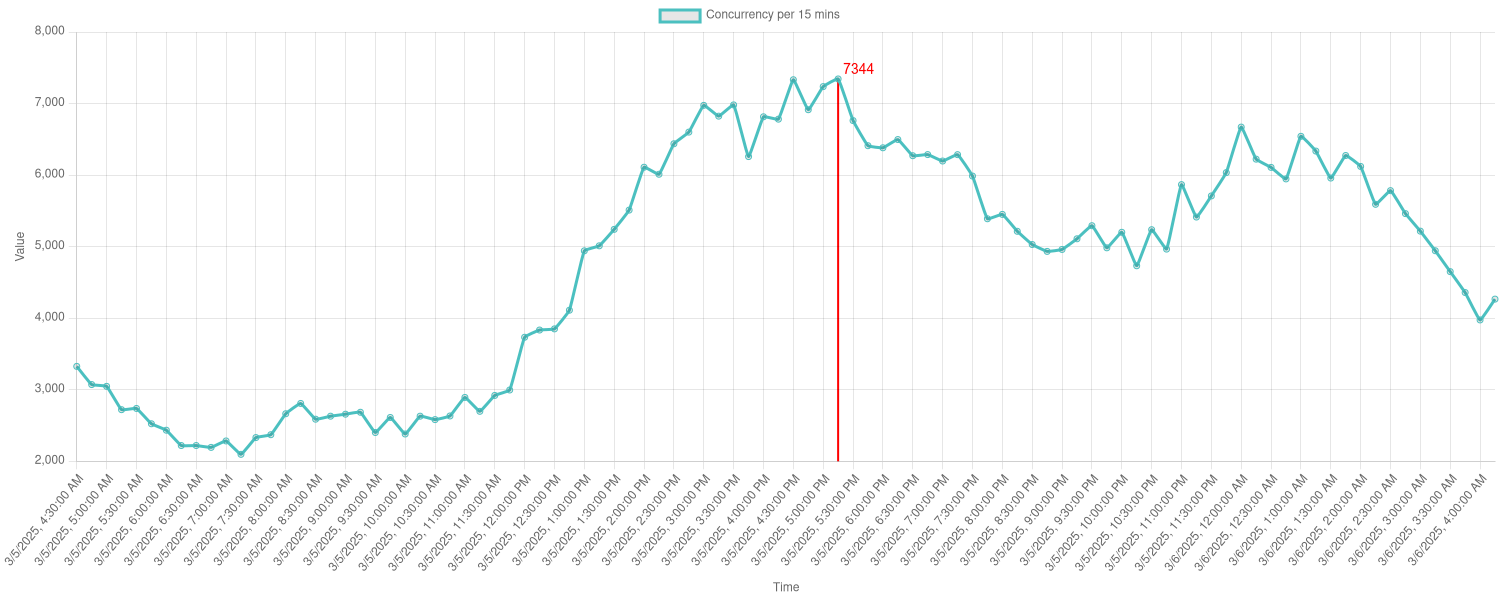 Concurrency per 15 mins
8,000
7,000
6,000
5,000
4,000
3,000
2,000
Value
7344
3/5/2025, 4:30:00 AM
3/5/2025, 5:00:00 AM
3/5/2025, 5:30:00 AM
3/5/2025, 6:00:00 AM
3/5/2025, 6:30:00 AM
3/5/2025, 7:00:00 AM
3/5/2025, 7:30:00 AM
3/5/2025, 8:00:00 AM
3/5/2025, 8:30:00 AM
3/5/2025, 9:00:00 AM
3/5/2025, 9:30:00 AM
3/5/2025, 10:00:00 AM
3/5/2025, 10:30:00 AM
3/5/2025, 11:00:00 AM
3/5/2025, 11:30:00 AM
3/5/2025, 12:00:00 PM
3/5/2025, 12:30:00 PM
3/5/2025, 1:00:00 PM
3/5/2025, 1:30:00 PM
3/5/2025, 2:00:00 PM
3/5/2025, 2:30:00 PM
3/5/2025, 3:00:00 PM
3/5/2025, 3:30:00 PM
3/5/2025, 4:00:00 PM
3/5/2025, 4:30:00 PM
3/5/2025, 5:00:00 PM
3/5/2025, 5:30:00 PM
3/5/2025, 6:00:00 PM
3/5/2025, 6:30:00 PM
3/5/2025, 7:00:00 PM
3/5/2025, 7:30:00 PM
3/5/2025, 8:00:00 PM
3/5/2025, 8:30:00 PM
3/5/2025, 9:00:00 PM
3/5/2025, 9:30:00 PM
3/5/2025, 10:00:00 PM
3/5/2025, 10:30:00 PM
3/5/2025, 11:00:00 PM
3/5/2025, 11:30:00 PM
3/6/2025, 12:00:00 AM
3/6/2025, 12:30:00 AM
3/6/2025, 1:00:00 AM
3/6/2025, 1:30:00 AM
3/6/2025, 2:00:00 AM
3/6/2025, 2:30:00 AM
3/6/2025, 3:00:00 AM
3/6/2025, 3:30:00 AM
3/6/2025, 4:00:00 AM
Time